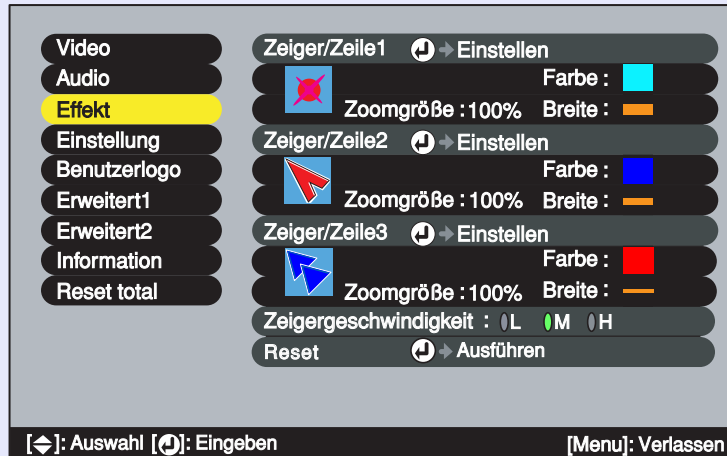 Video
Audio
Effekt
Einstellung
Benutzerlogo
Erweitert1
Erweitert2
Information
Reset total
Zeiger/Zeile1 Einstellen
Farbe :
Zoomgröße : 100% Breite :
Zeiger/Zeile2 Einstellen
Farbe :
Zoomgröße : 100% Breite :
Zeiger/Zeile3 Einstellen
Farbe :
Zoomgröße : 100% Breite :
Zeigergeschwindigkeit : L M H
Reset Ausführen
[ ]: Auswahl [ ]: Eingeben [Menu]: Verlassen